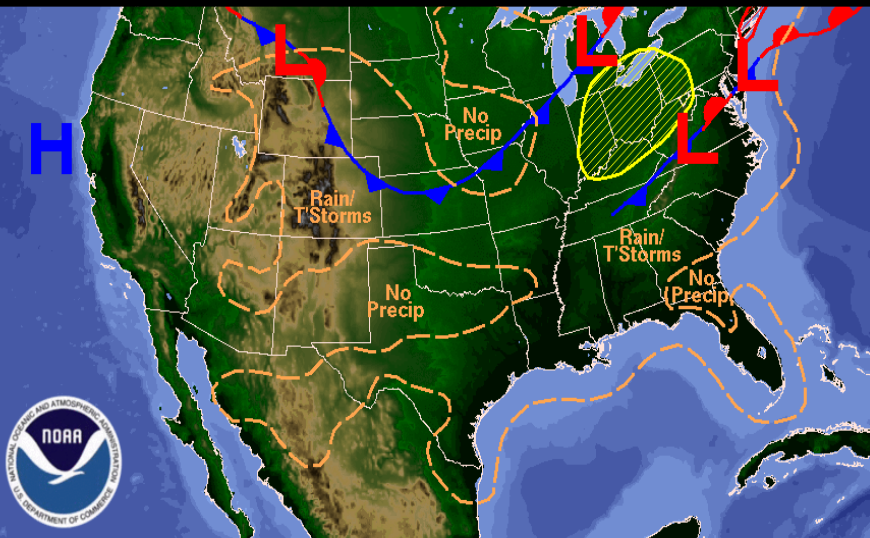 L
L
L
H
No
Precip
L
Rain/
T'Storms
Rain/
T'Storms
No
(Precip)
No
Precip
NOAA
NATIONAL OCEANIC AND ATMOSPHERIC ADMINISTRATION
U.S. DEPARTMENT OF COMMERCE